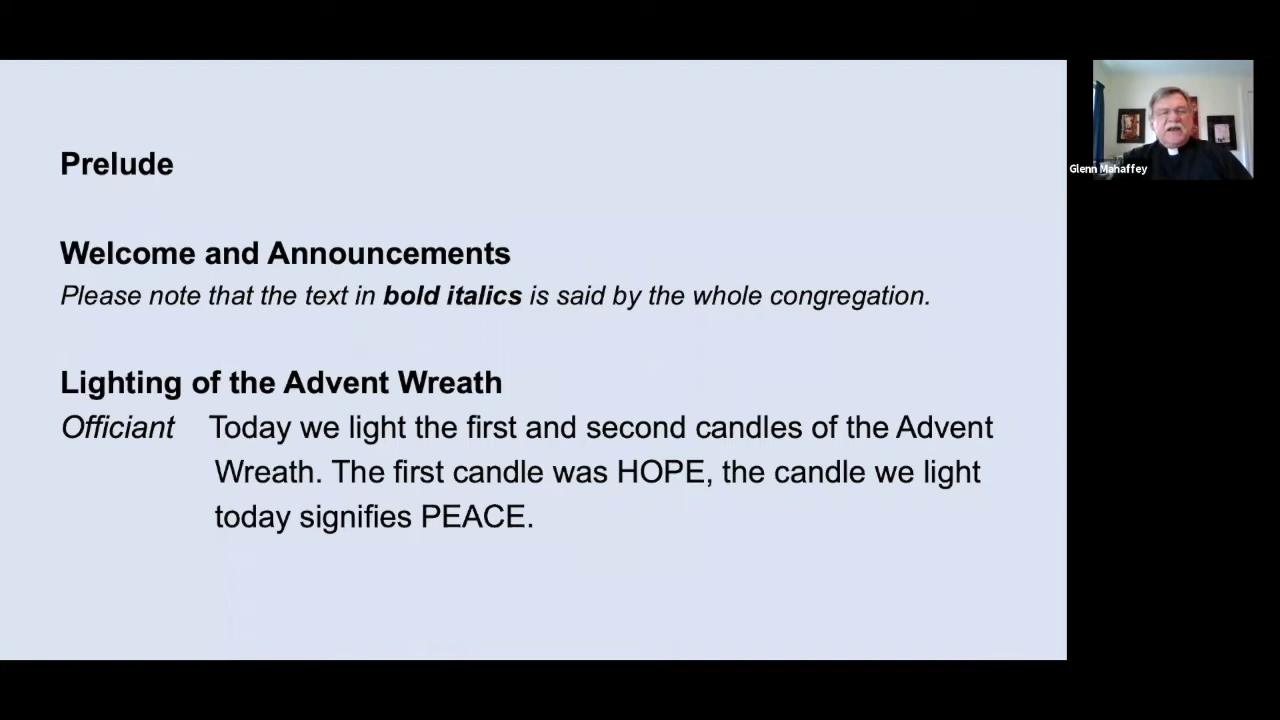 Prelude
Welcome and Announcements
Please note that the text in bold italics is said by the whole congregation.
Lighting of the Advent Wreath
Officiant Today we light the first and second candles of the Advent
Wreath. The first candle was HOPE, the candle we light
today signifies PEACE.
Glenn Mahaffey